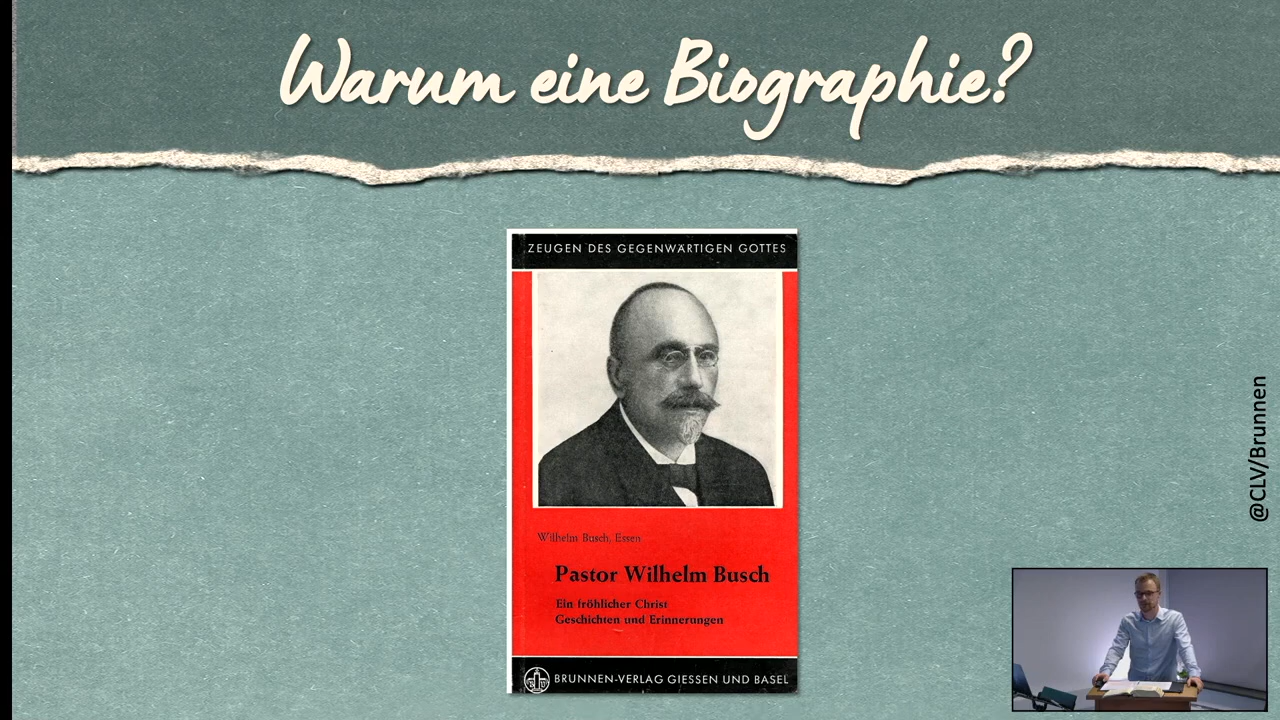 Warum eine Biographie?
ZEUGEN DES GEGENWÄRTIGEN GOTTES
Wilhelm Busch, Essen
Pastor Wilhelm Busch
Ein fröhlicher Christ
Geschichten und Erinnerungen
BRUNNEN-VERLAG GIESSEN UND BASEL
@CLV/Brunnen